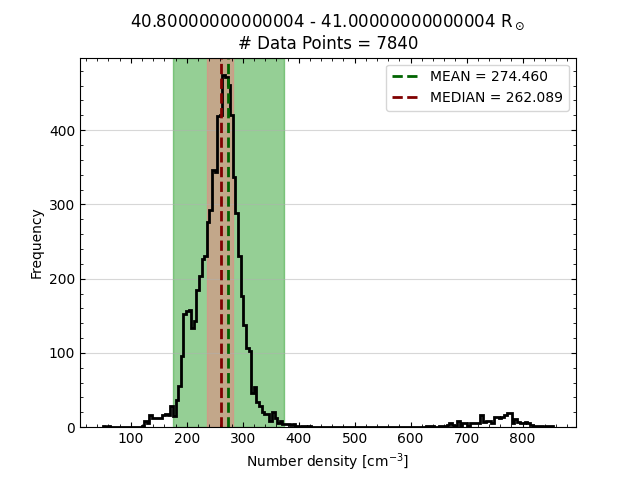 40.80000000000004 - 41.00000000000004 R⊙
# Data Points = 7840
MEAN = 274.460
MEDIAN = 262.089
400
300
200
100
0
Frequency
100 200 300 400 500 600 700 800
Number density [cm⁻³]